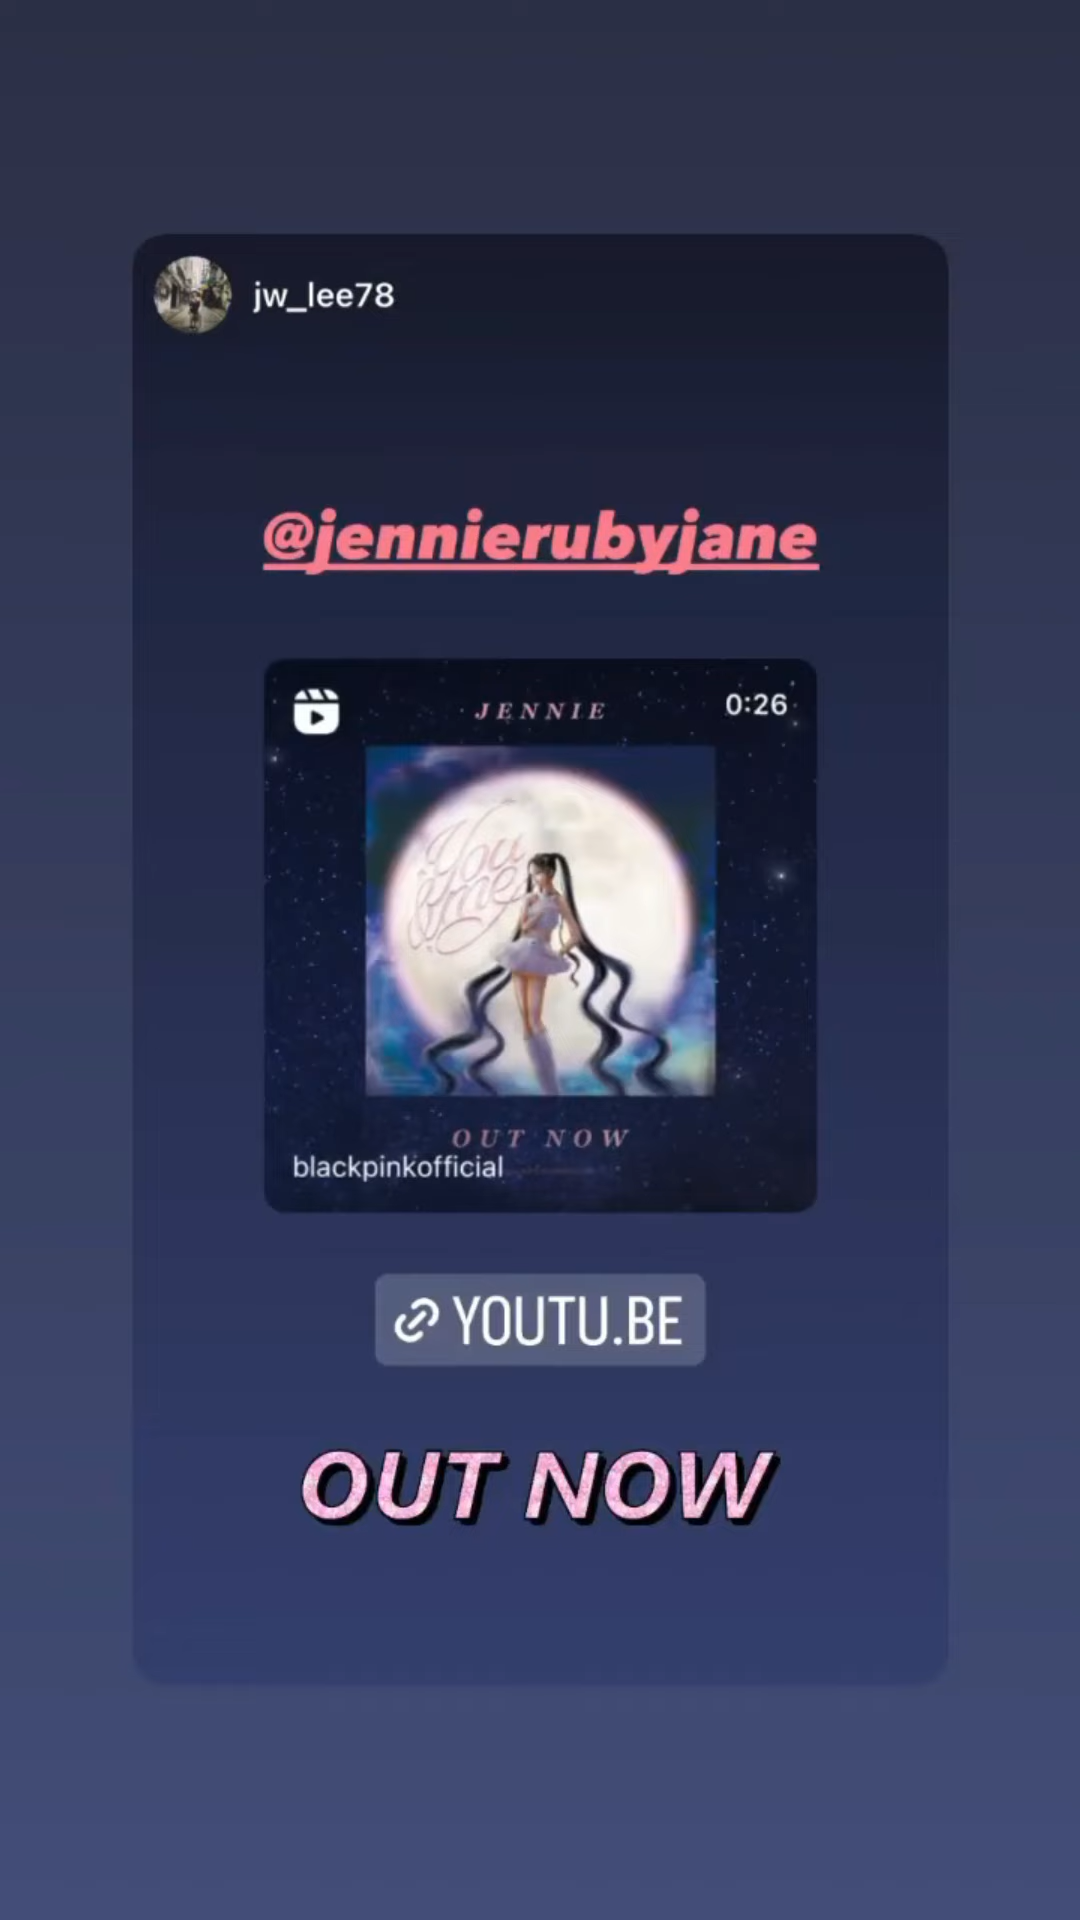 jw_lee78
@jennierubyjane
JENNIE
0:26
You
&me
OUT NOW
blackpinkofficial
YOUTU.BE
OUT NOW